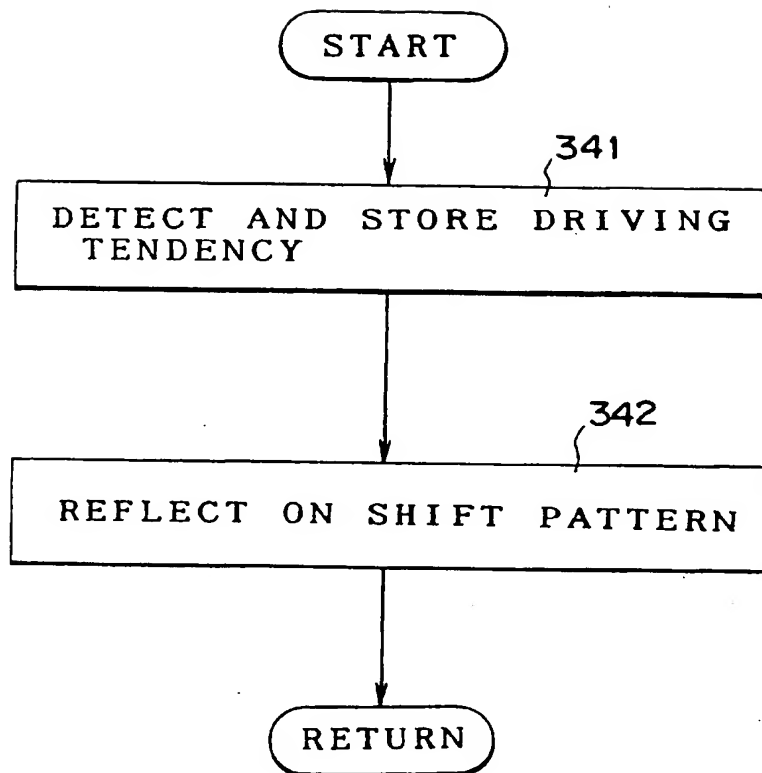 START
341
DETECT AND STORE DRIVING
TENDENCY
342
REFLECT ON SHIFT PATTERN
RETURN